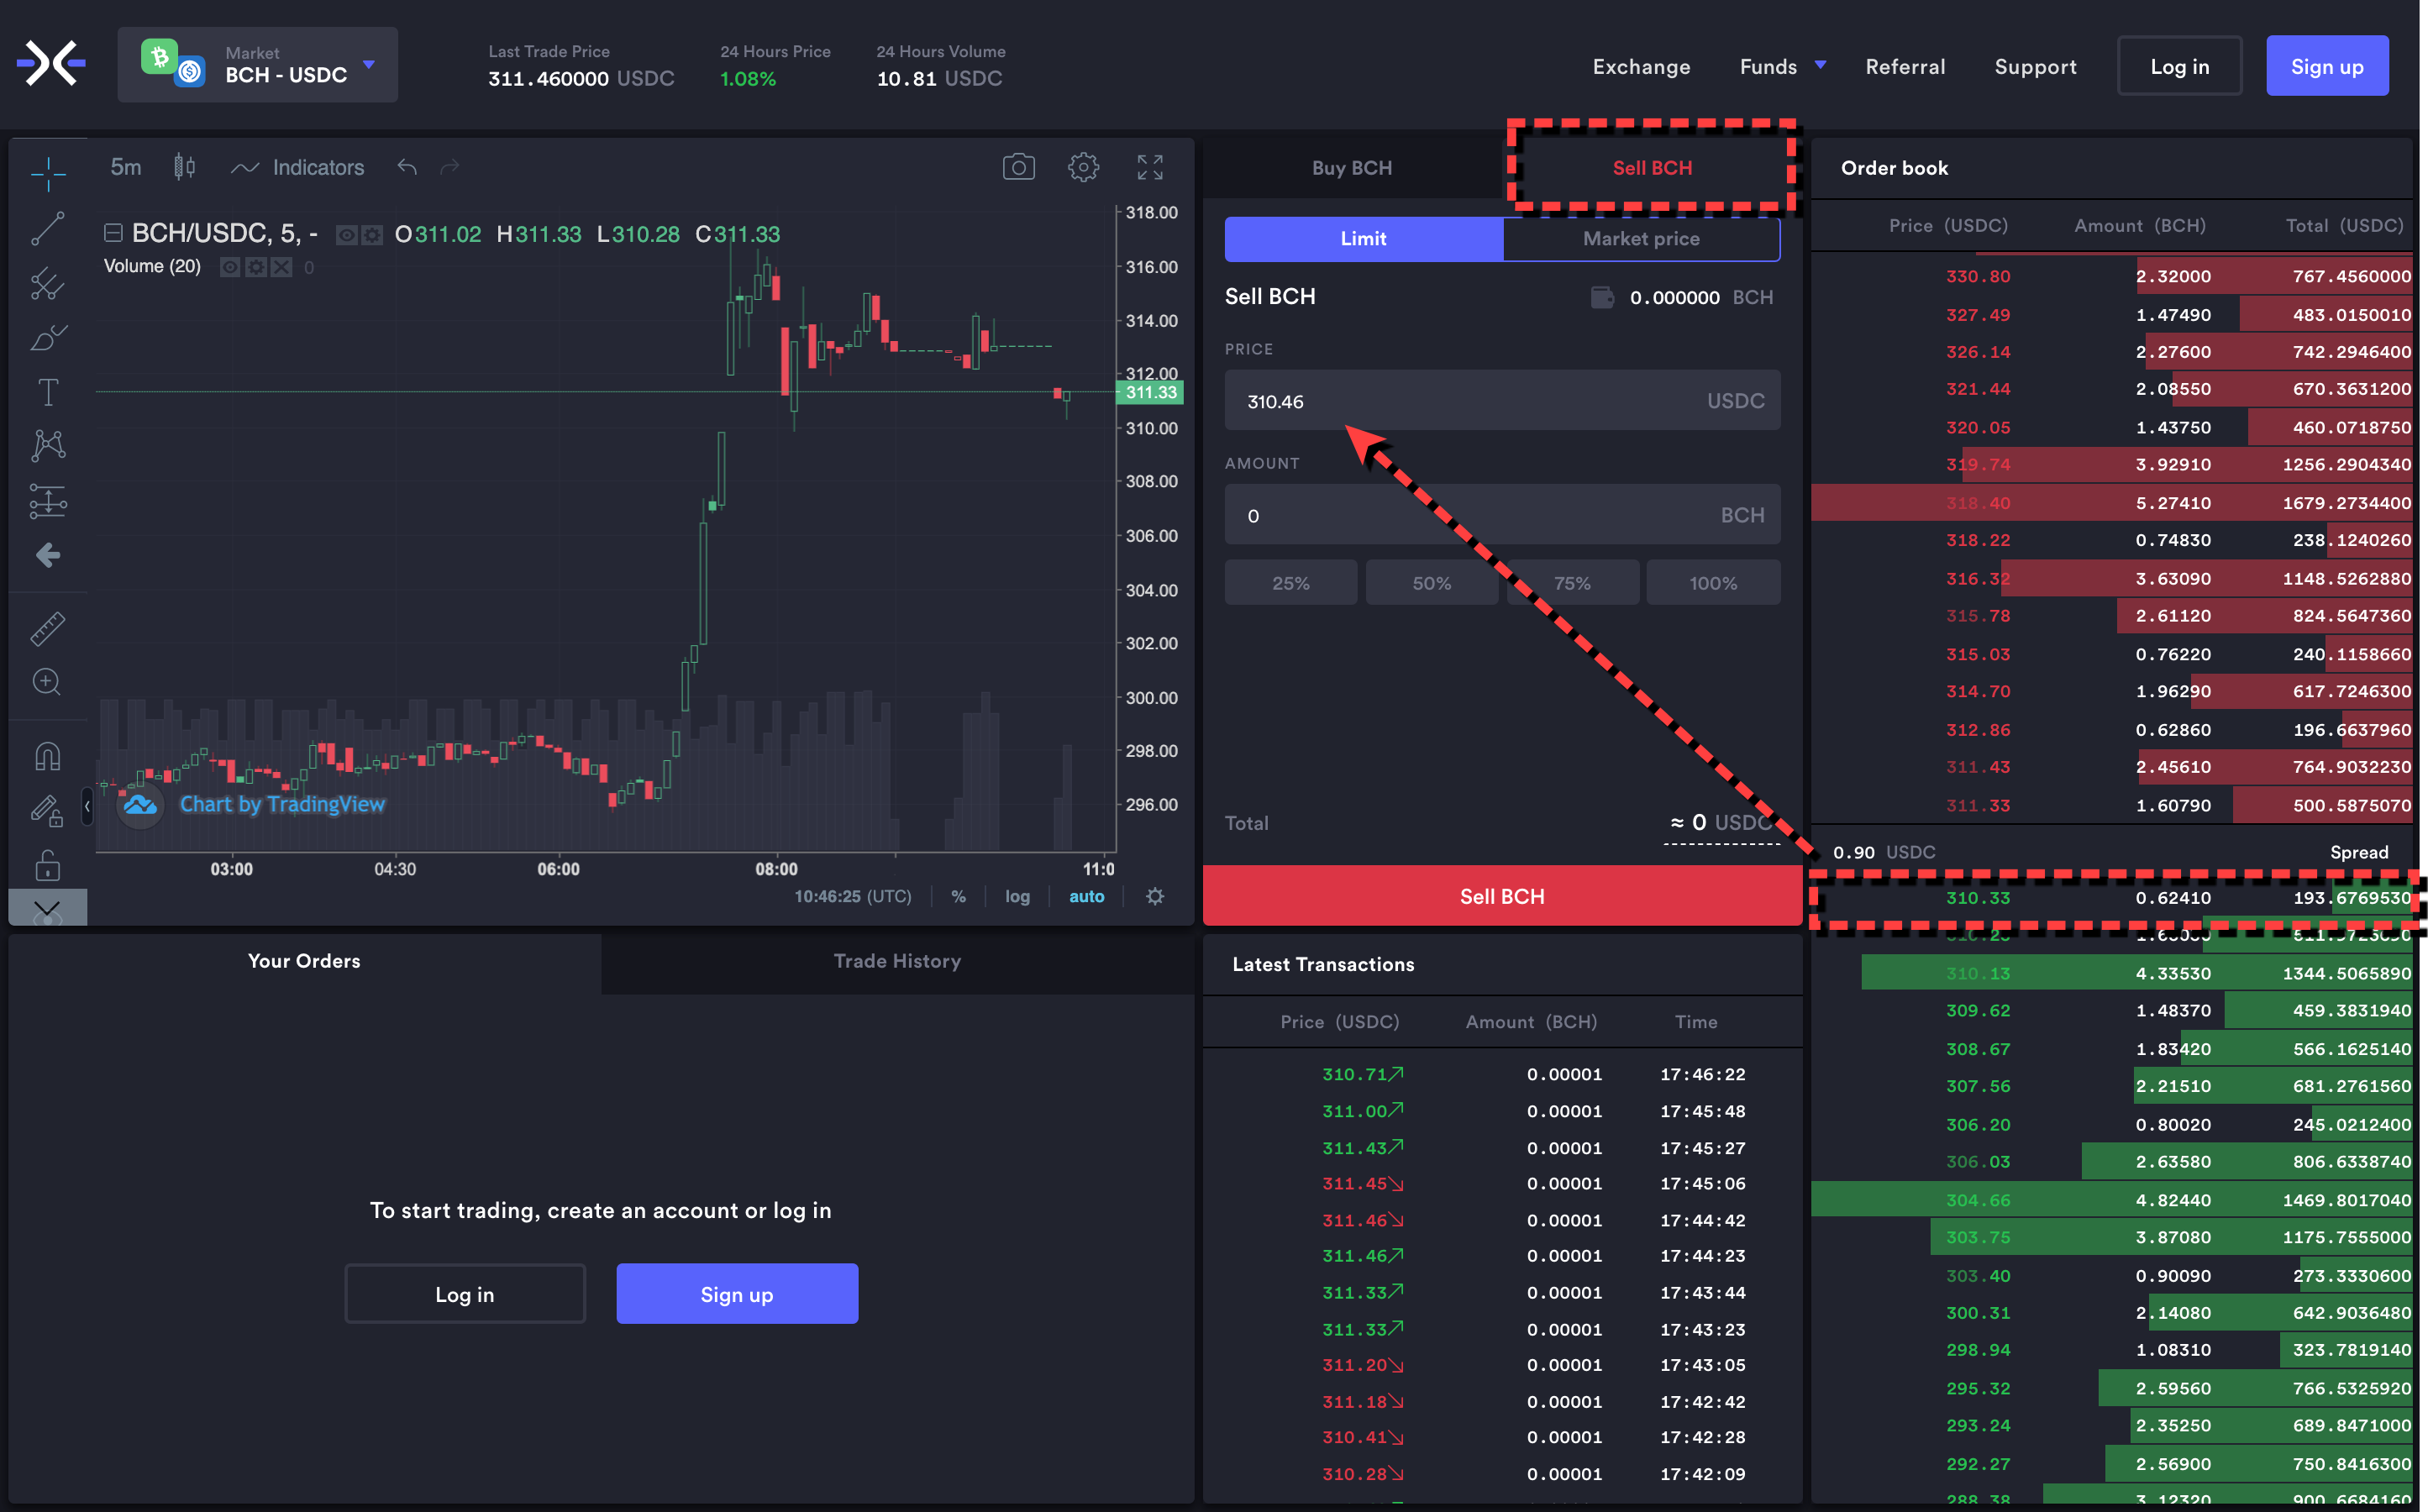 Market
BCH - USDC
Last Trade Price
311.460000 USDC
24 Hours Price
1.08%
24 Hours Volume
10.81 USDC
Exchange
Funds
Referral
Support
Log in
Sign up
5m
Indicators
BCH/USDC, 5, - O311.02 H311.33 L310.28 C311.33
Volume (20) 0
318.00
316.00
314.00
312.00
311.33
310.00
308.00
306.00
304.00
302.00
300.00
298.00
296.00
Chart by TradingView
03:00 04:30 06:00 08:00 11:0
10:46:25 (UTC) % log auto
Buy BCH
Sell BCH
Limit
Market price
Sell BCH 0.000000 BCH
PRICE
310.46 USDC
AMOUNT
0 BCH
25% 50% 75% 100%
Total ≈ 0 USDC
Sell BCH
Order book
Price (USDC) Amount (BCH) Total (USDC)
330.80 2.32000 767.4560000
327.49 1.47490 483.0150010
326.14 2.27600 742.2946400
321.44 2.08550 670.3631200
320.05 1.43750 460.0718750
319.74 3.92910 1256.2904340
318.40 5.27410 1679.2734400
318.22 0.74830 238.1240260
316.32 3.63090 1148.5262880
315.78 2.61120 824.5647360
315.03 0.76220 240.1158660
314.70 1.96290 617.7246300
312.86 0.62860 196.6637960
311.43 2.45610 764.9032230
311.33 1.60790 500.5875070
0.90 USDC Spread
310.33 0.62410 193.6769530
310.13 4.33530 1344.5065890
309.62 1.48370 459.3831940
308.67 1.83420 566.1625140
307.56 2.21510 681.2761560
306.20 0.80020 245.0212400
306.03 2.63580 806.6338740
304.66 4.82440 1469.8017040
303.75 3.87080 1175.7555000
303.40 0.90090 273.3330600
300.31 2.14080 642.9036480
298.94 1.08310 323.7819140
295.32 2.59560 766.5325920
293.24 2.35250 689.8471000
292.27 2.56900 750.8416300
288.38 3.12320 900.6684160
Your Orders
Trade History
To start trading, create an account or log in
Log in
Sign up
Latest Transactions
Price (USDC) Amount (BCH) Time
310.71 0.00001 17:46:22
311.00 0.00001 17:45:48
311.43 0.00001 17:45:27
311.45 0.00001 17:45:06
311.46 0.00001 17:44:42
311.46 0.00001 17:44:23
311.33 0.00001 17:43:44
311.33 0.00001 17:43:23
311.20 0.00001 17:43:05
311.18 0.00001 17:42:42
310.41 0.00001 17:42:28
310.28 0.00001 17:42:09